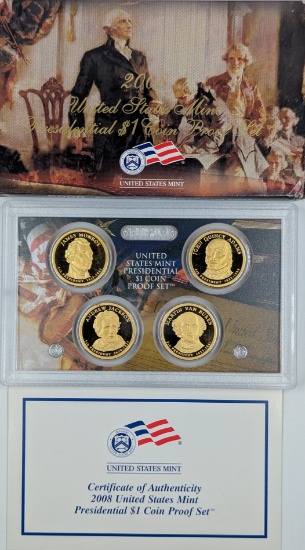 United States Mint
Presidential $1 Coin Proof Set
UNITED STATES MINT
UNITED
STATES MINT
PRESIDENTIAL
$1 COIN
PROOF SET™
JAMES MONROE
JOHN QUINCY ADAMS
ANDREW JACKSON
MARTIN VAN BUREN
UNITED STATES MINT
Certificate of Authenticity
2008 United States Mint
Presidential $1 Coin Proof Set™